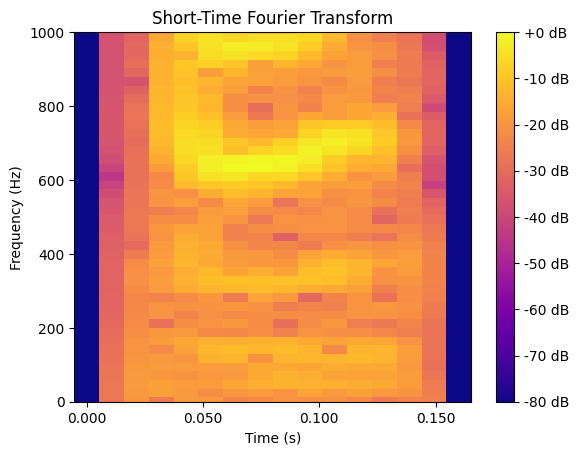 Short-Time Fourier Transform
1000
800
600
400
200
0
Frequency (Hz)
0.000
0.050
0.100
0.150
Time (s)
+0 dB
-10 dB
-20 dB
-30 dB
-40 dB
-50 dB
-60 dB
-70 dB
-80 dB